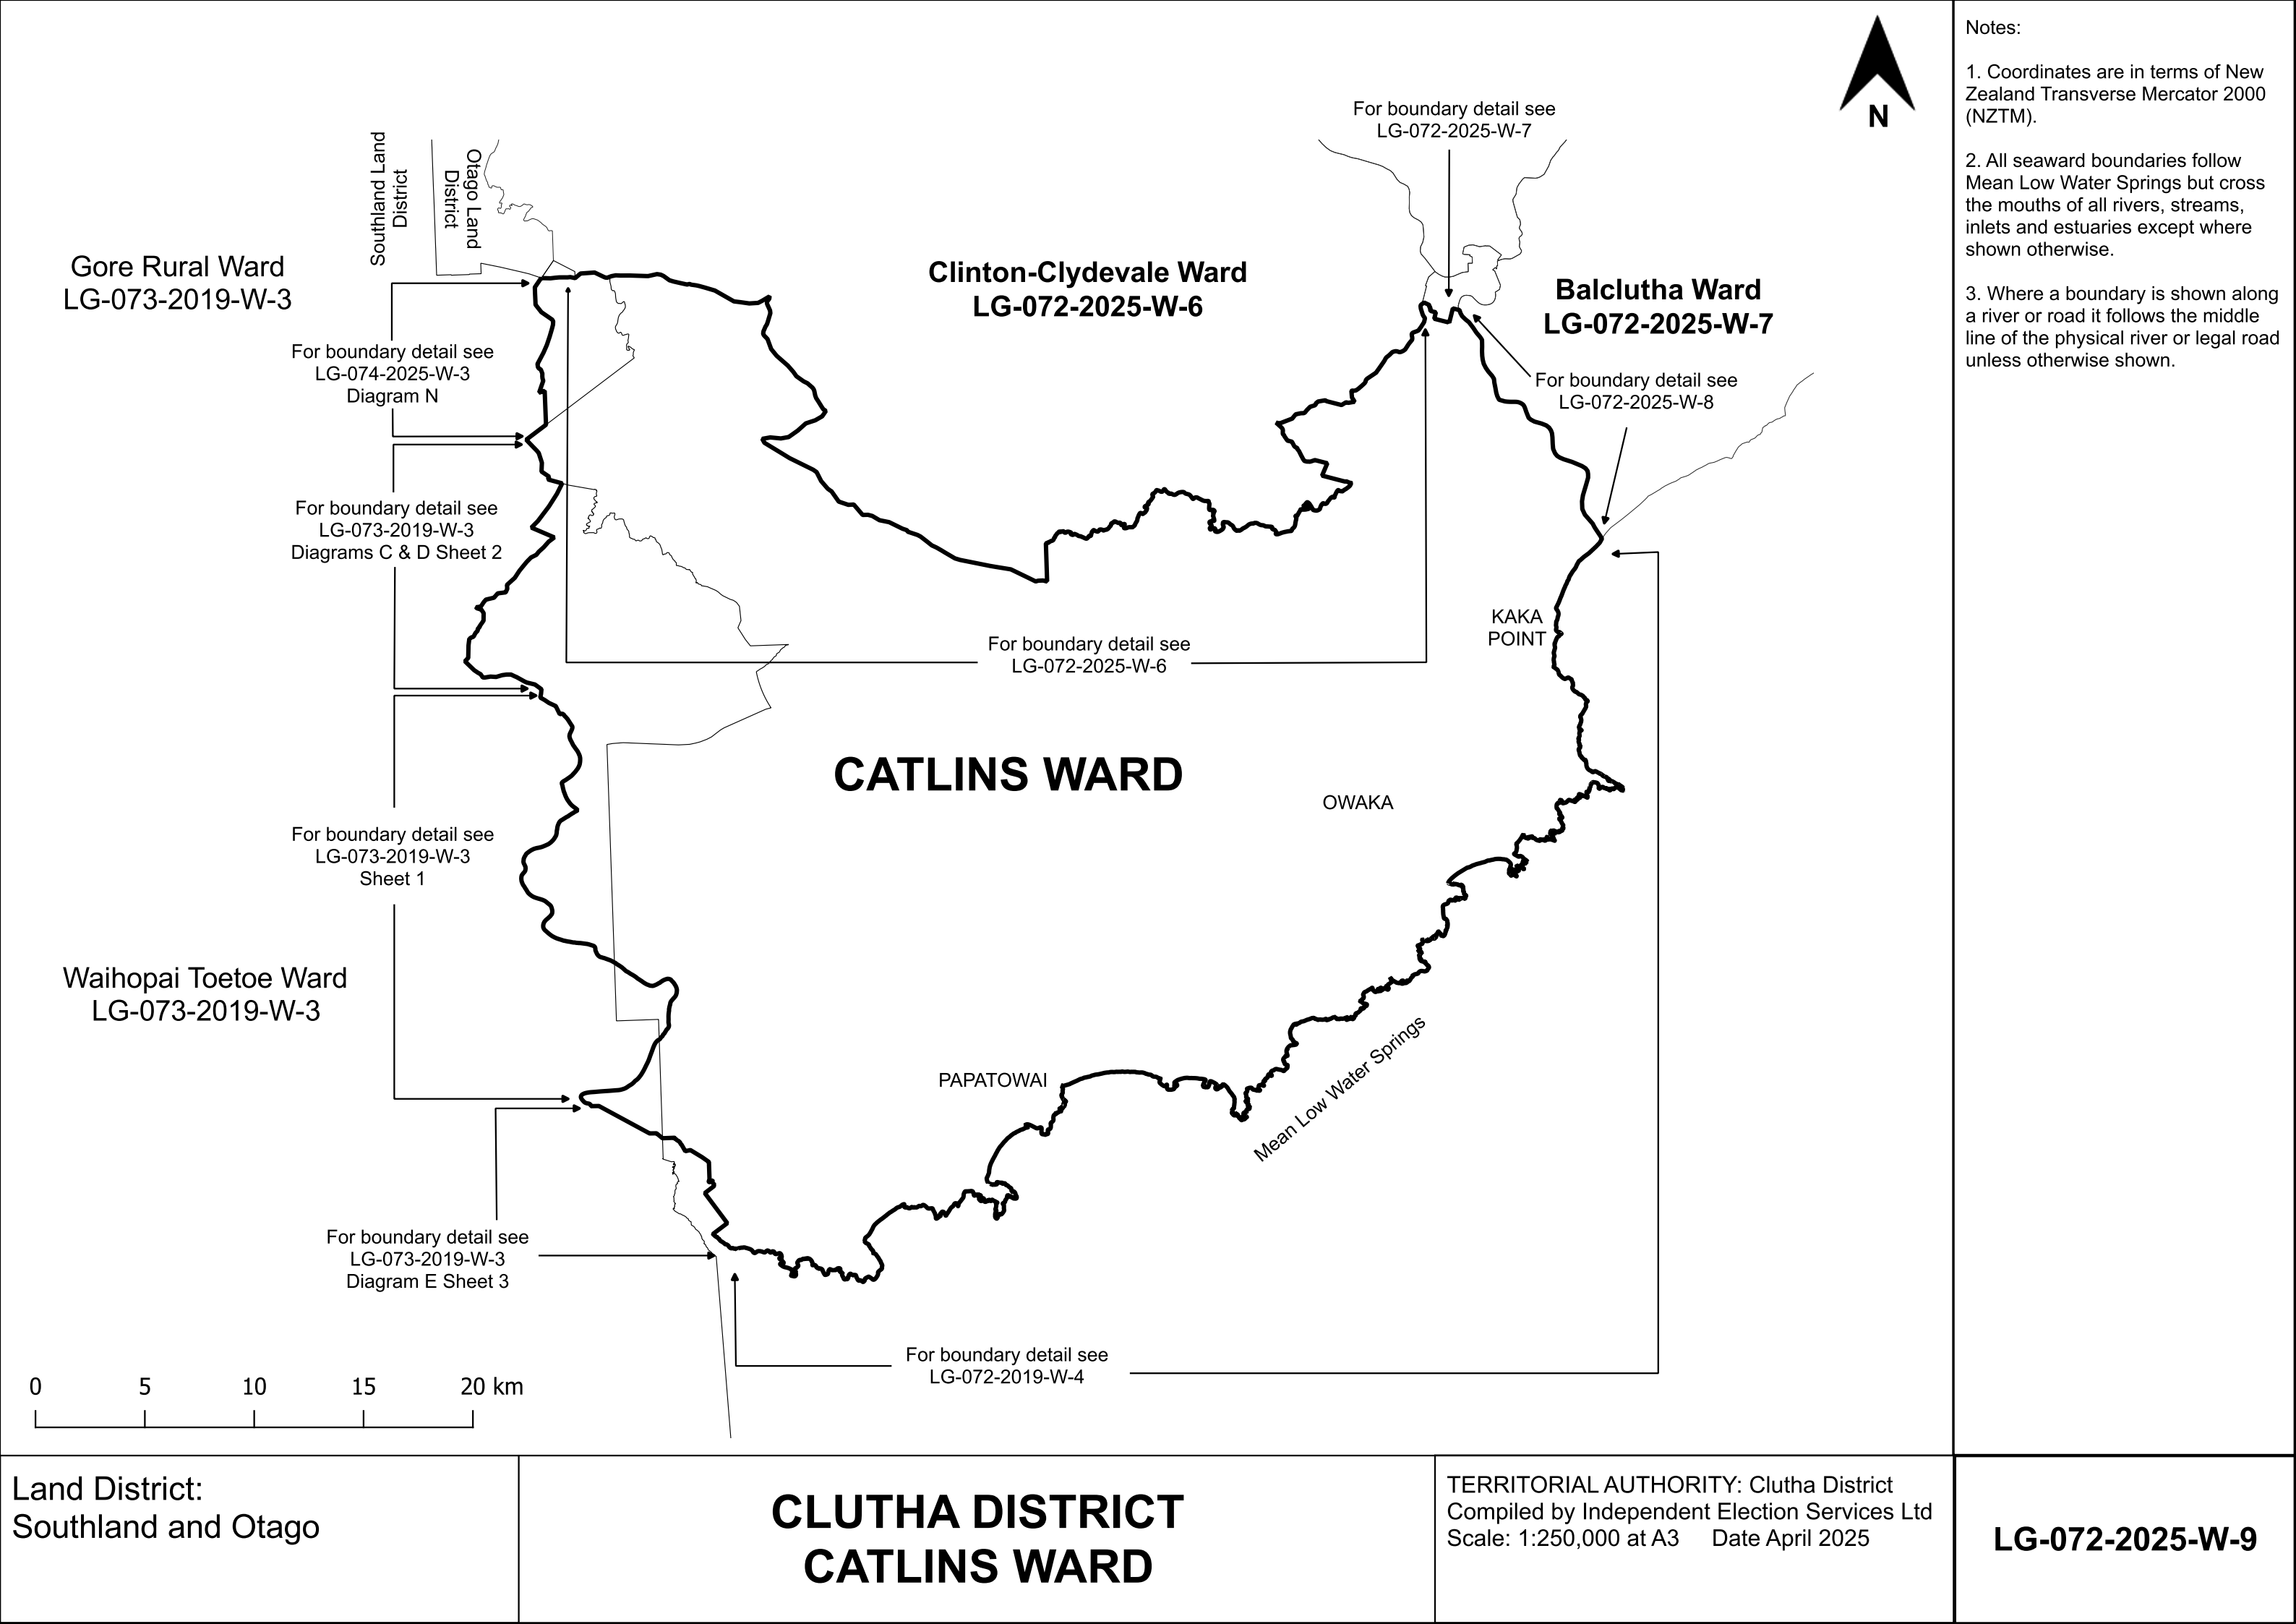 Notes:
1. Coordinates are in terms of New
Zealand Transverse Mercator 2000
(NZTM).
2. All seaward boundaries follow
Mean Low Water Springs but cross
the mouths of all rivers, streams,
inlets and estuaries except where
shown otherwise.
3. Where a boundary is shown along
a river or road it follows the middle
line of the physical river or legal road
unless otherwise shown.
N
For boundary detail see
LG-072-2025-W-7
Southland Land
District
Otago Land
District
Gore Rural Ward
LG-073-2019-W-3
Clinton-Clydevale Ward
LG-072-2025-W-6
Balclutha Ward
LG-072-2025-W-7
For boundary detail see
LG-074-2025-W-3
Diagram N
For boundary detail see
LG-072-2025-W-8
For boundary detail see
LG-073-2019-W-3
Diagrams C & D Sheet 2
KAKA
POINT
For boundary detail see
LG-072-2025-W-6
CATLINS WARD
OWAKA
For boundary detail see
LG-073-2019-W-3
Sheet 1
Waihopai Toetoe Ward
LG-073-2019-W-3
PAPATOWAI
Mean Low Water Springs
For boundary detail see
LG-073-2019-W-3
Diagram E Sheet 3
For boundary detail see
LG-072-2019-W-4
0 5 10 15 20 km
Land District:
Southland and Otago
CLUTHA DISTRICT
CATLINS WARD
TERRITORIAL AUTHORITY: Clutha District
Compiled by Independent Election Services Ltd
Scale: 1:250,000 at A3 Date April 2025
LG-072-2025-W-9